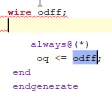 wire odff;
always@(*)
oq <= odff;
end
endgenerate